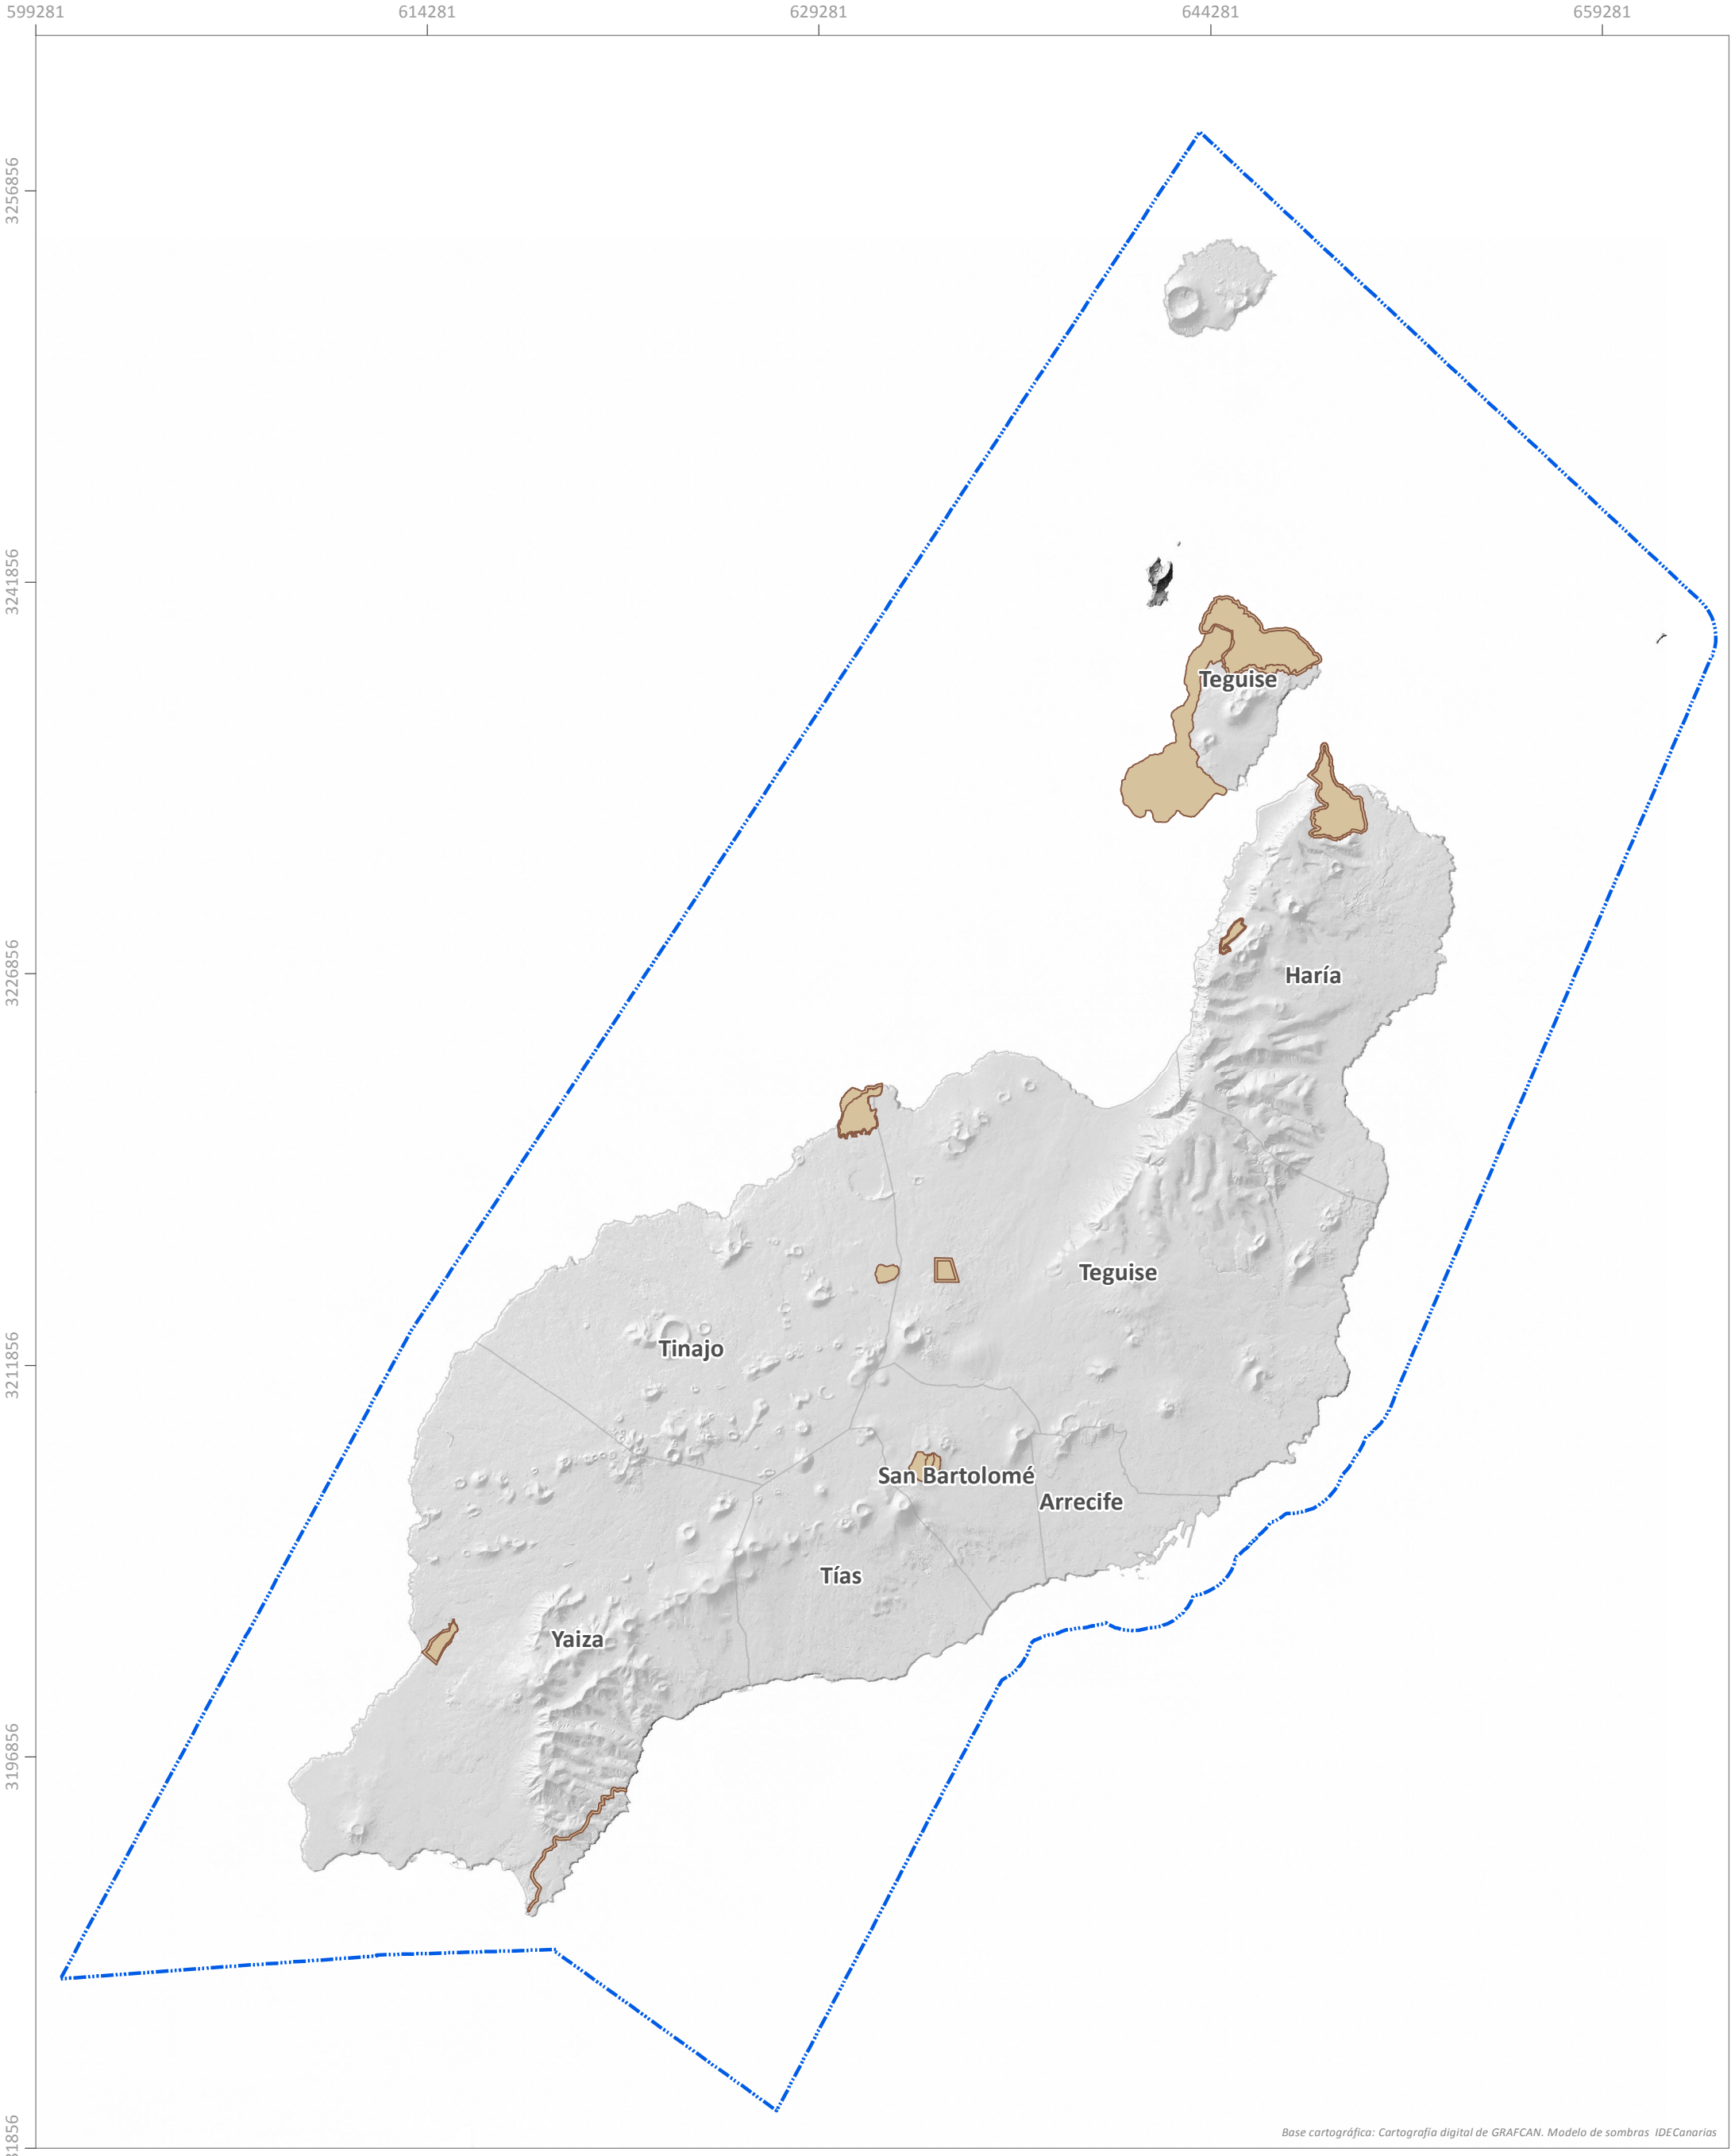 599281 614281 629281 644281 659281
3256856
3241856
Teguise
3226856
Haría
Teguise
3211856
Tinajo
San Bartolomé
Arrecife
Tías
Yaiza
3196856
Base cartográfica: Cartografía digital de GRAFCAN. Modelo de sombras IDECanarias